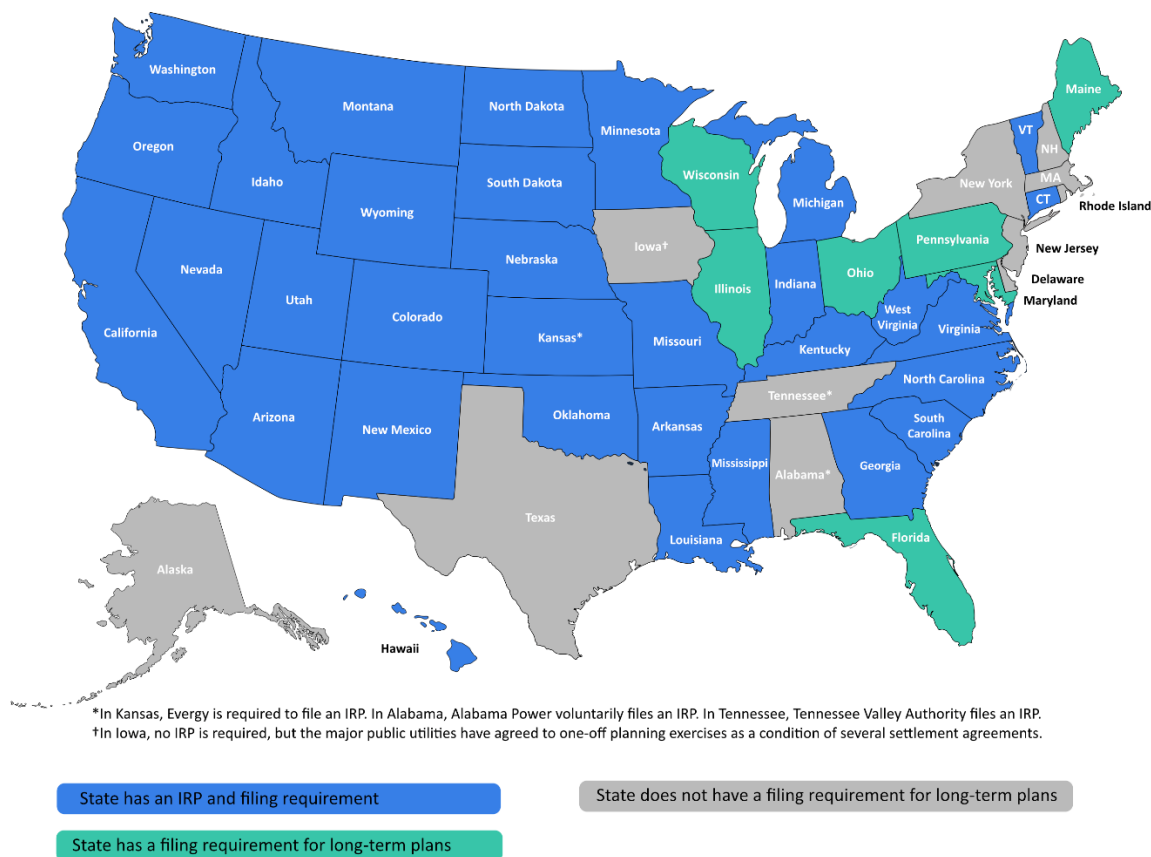 Washington
Maine
Montana
North Dakota
Minnesota
VT
Oregon
NH
Idaho
Wisconsin
South Dakota
MA
New York
Michigan
CT
Wyoming
Rhode Island
Iowa†
Pennsylvania
New Jersey
Nebraska
Nevada
Ohio
Delaware
Illinois
Indiana
Utah
Maryland
Colorado
West
Virginia
Virginia
California
Kansas*
Missouri
Kentucky
North Carolina
Tennessee*
Oklahoma
Arizona
South
Carolina
Arkansas
New Mexico
Mississippi
Georgia
Alabama*
Texas
Florida
Louisiana
Alaska
Hawaii
*In Kansas, Evergy is required to file an IRP. In Alabama, Alabama Power voluntarily files an IRP. In Tennessee, Tennessee Valley Authority files an IRP.
†In Iowa, no IRP is required, but the major public utilities have agreed to one-off planning exercises as a condition of several settlement agreements.
State has an IRP and filing requirement
State does not have a filing requirement for long-term plans
State has a filing requirement for long-term plans